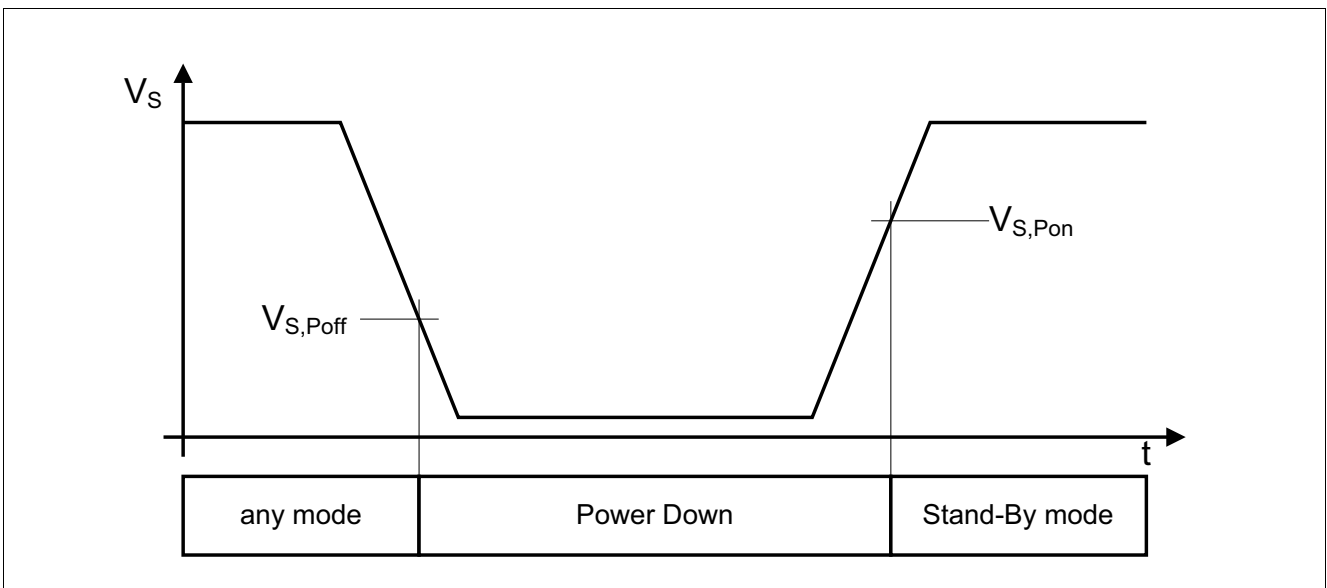 V_S
V_S,Pon
V_S,Poff
t
any mode
Power Down
Stand-By mode